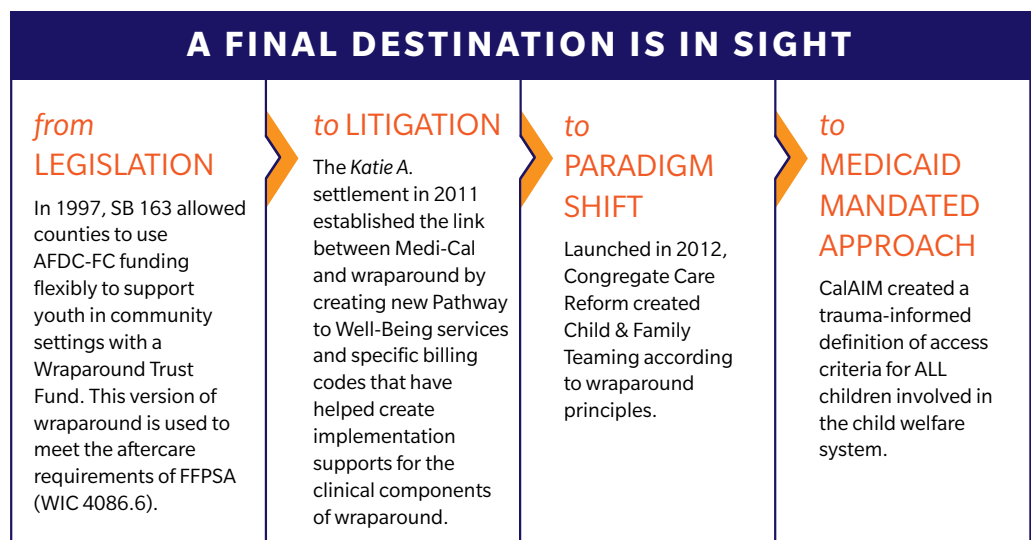 A FINAL DESTINATION IS IN SIGHT
from
LEGISLATION
In 1997, SB 163 allowed
counties to use
AFDC-FC funding
flexibly to support
youth in community
settings with a
Wraparound Trust
Fund. This version of
wraparound is used to
meet the aftercare
requirements of FFPSA
(WIC 4086.6).
to LITIGATION
The Katie A.
settlement in 2011
established the link
between Medi-Cal
and wraparound by
creating new Pathway
to Well-Being services
and specific billing
codes that have
helped create
implementation
supports for the
clinical components
of wraparound.
to
PARADIGM
SHIFT
Launched in 2012,
Congregate Care
Reform created
Child & Family
Teaming according
to wraparound
principles.
to
MEDICAID
MANDATED
APPROACH
CalAIM created a
trauma-informed
definition of access
criteria for ALL
children involved in
the child welfare
system.